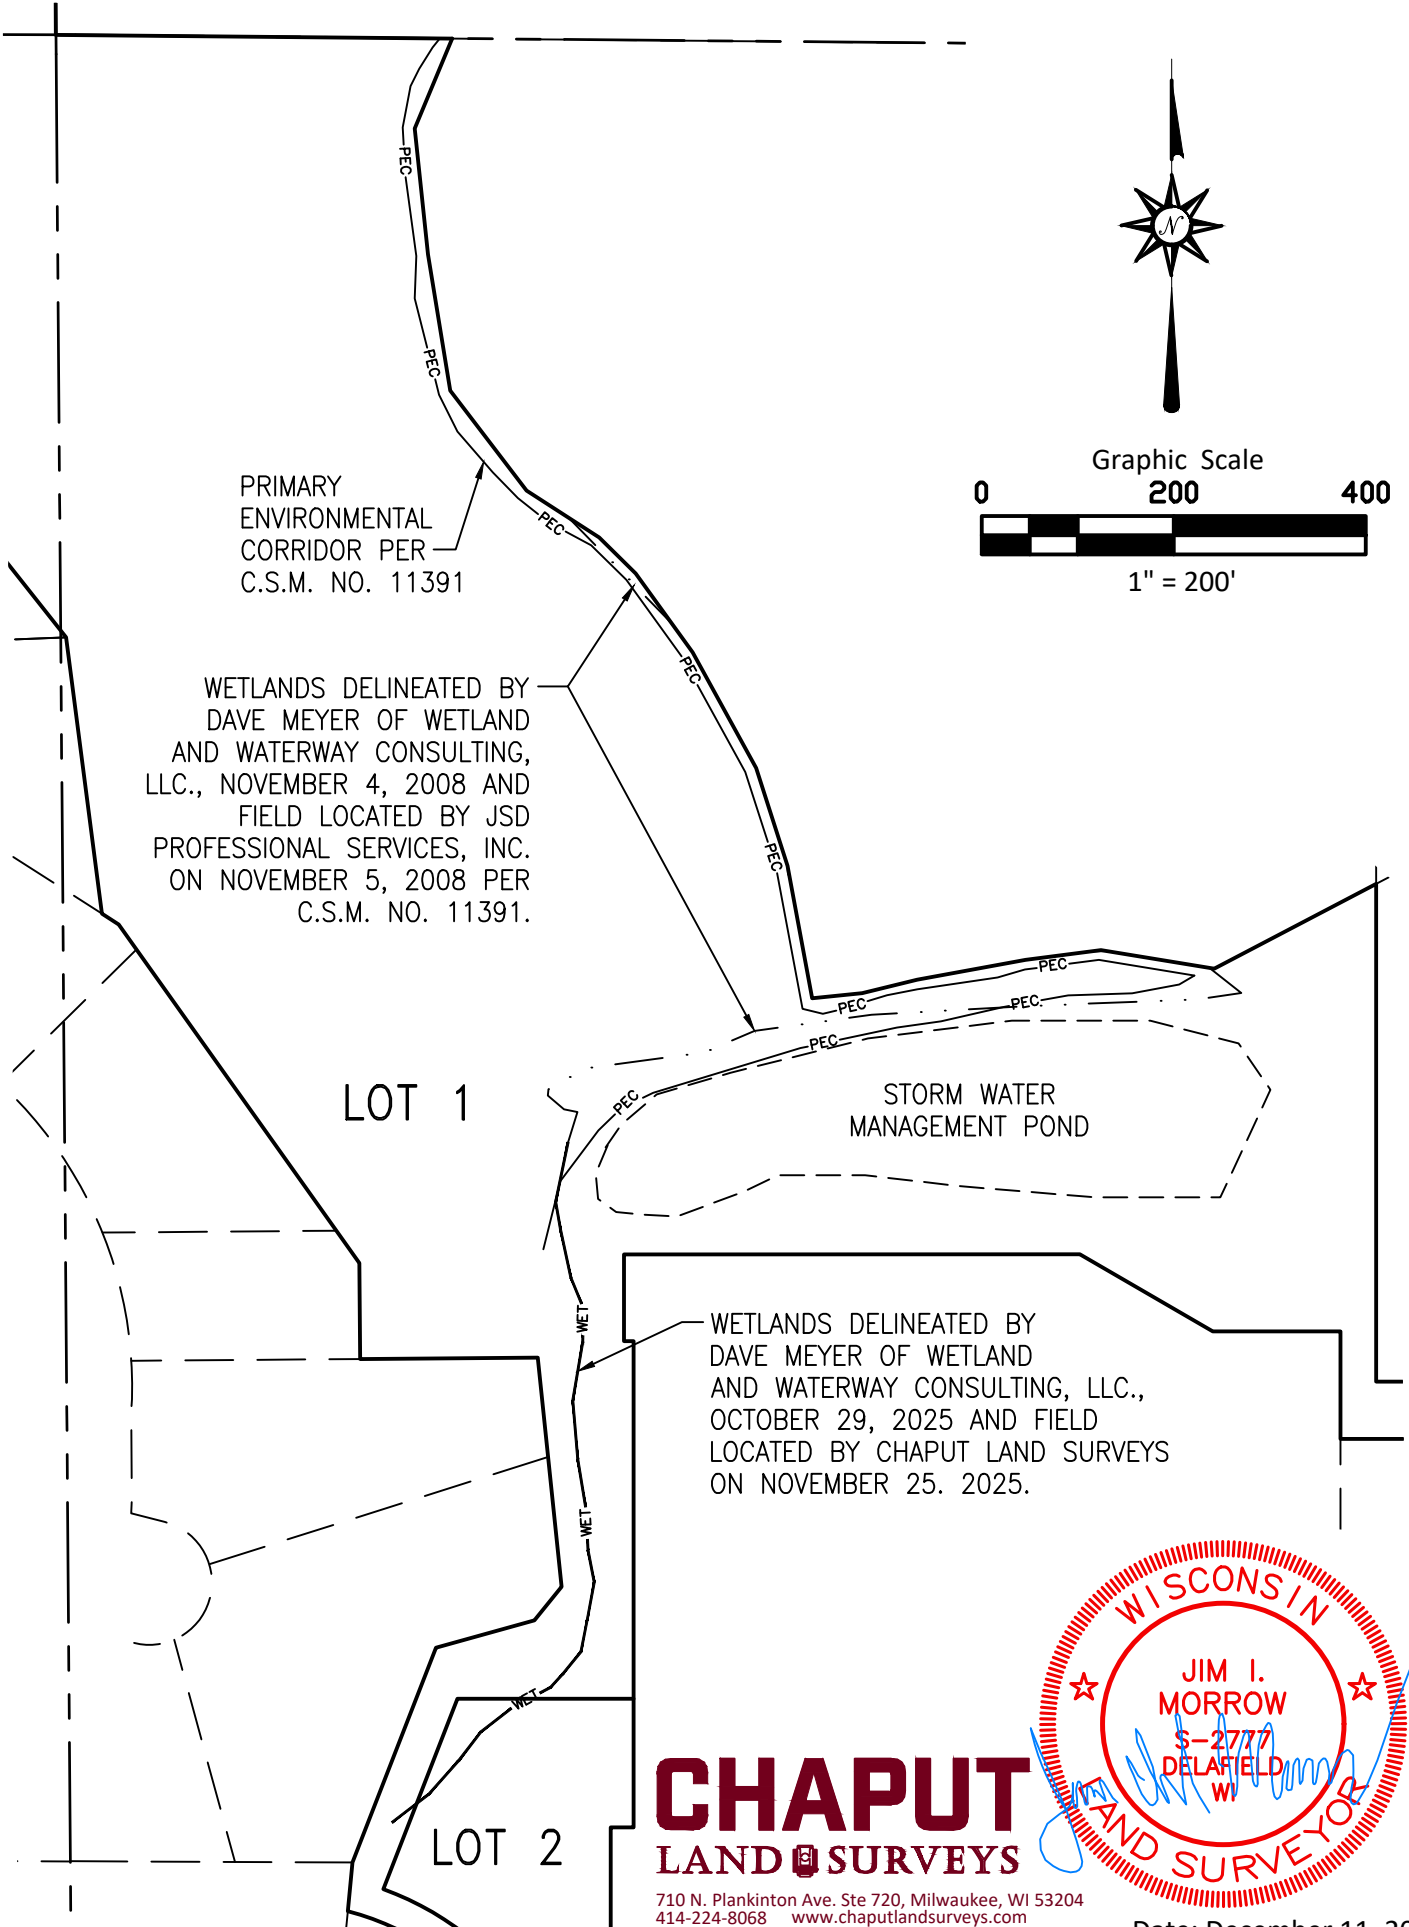 PEC
N
PEC
Graphic Scale
0 200 400
1" = 200'
PRIMARY
ENVIRONMENTAL
CORRIDOR PER
C.S.M. NO. 11391
PEC
WETLANDS DELINEATED BY
DAVE MEYER OF WETLAND
AND WATERWAY CONSULTING,
LLC., NOVEMBER 4, 2008 AND
FIELD LOCATED BY JSD
PROFESSIONAL SERVICES, INC.
ON NOVEMBER 5, 2008 PER
C.S.M. NO. 11391.
PEC
PEC
PEC
PEC
PEC
PEC
PEC
LOT 1
STORM WATER
MANAGEMENT POND
WET
WETLANDS DELINEATED BY
DAVE MEYER OF WETLAND
AND WATERWAY CONSULTING, LLC.,
OCTOBER 29, 2025 AND FIELD
LOCATED BY CHAPUT LAND SURVEYS
ON NOVEMBER 25. 2025.
WET
WET
LOT 2
WISCONSIN
JIM I.
MORROW
S-2777
DELAFIELD
WI
LAND SURVEYOR
CHAPUT
LAND SURVEYS
710 N. Plankinton Ave. Ste 720, Milwaukee, WI 53204
414-224-8068 www.chaputlandsurveys.com
Date: December 11,